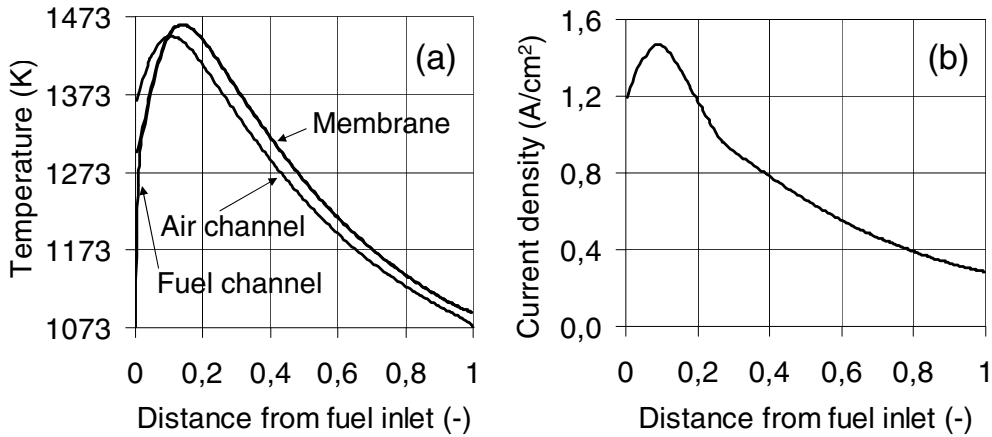 (a)
Temperature (K)
1473
1373
1273
1173
1073
Membrane
Air channel
Fuel channel
0 0,2 0,4 0,6 0,8 1
Distance from fuel inlet (-)
(b)
Current density (A/cm²)
1,6
1,2
0,8
0,4
0,0
0 0,2 0,4 0,6 0,8 1
Distance from fuel inlet (-)